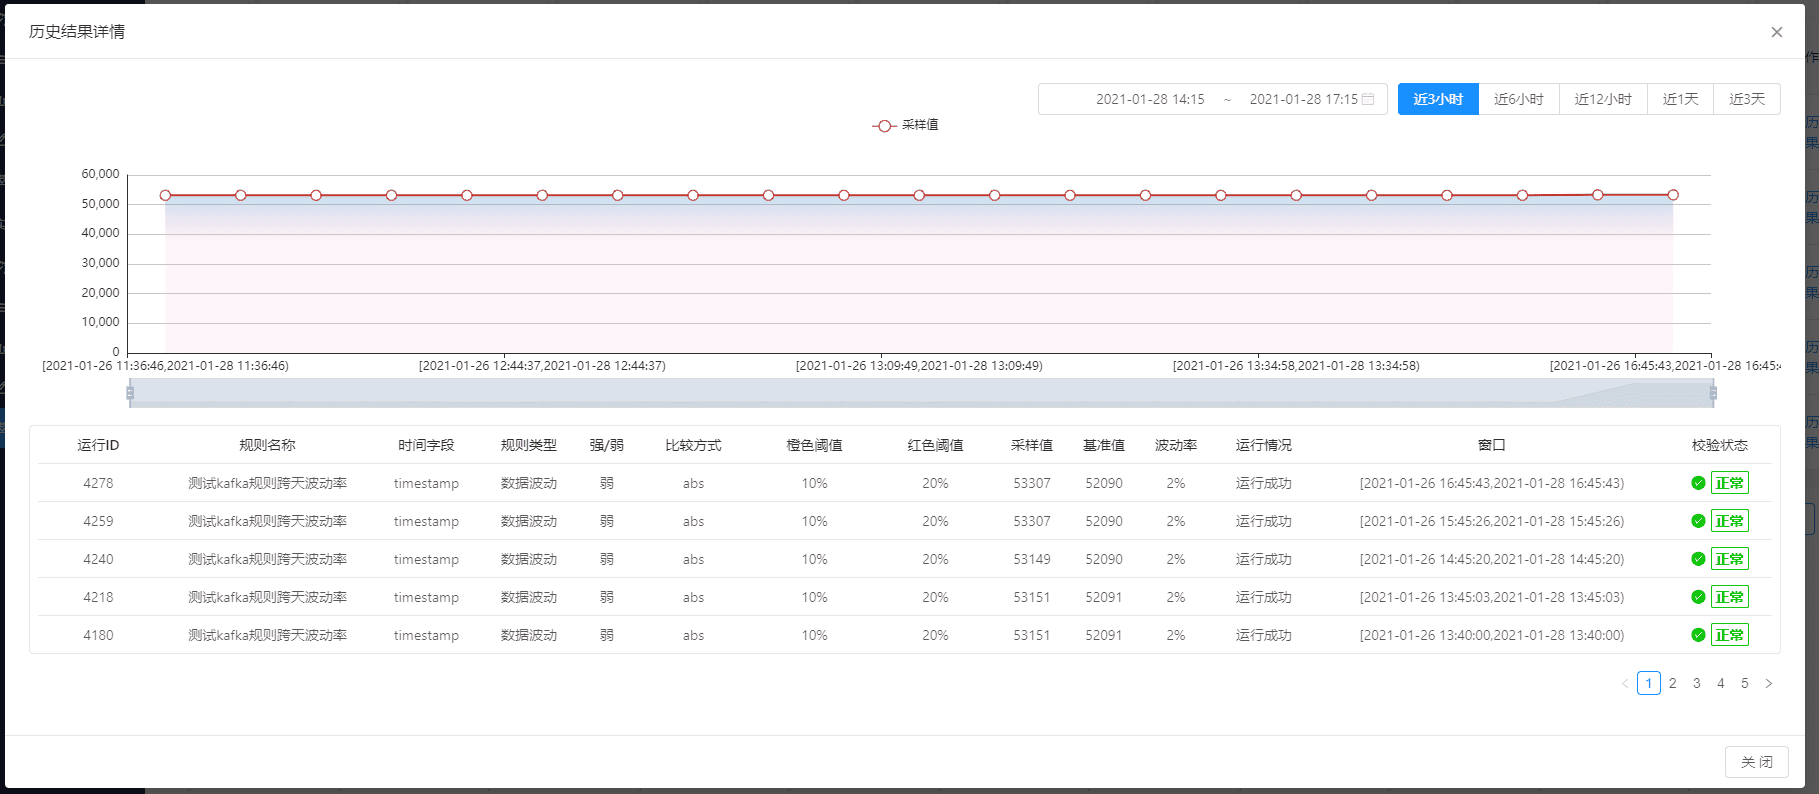 历史结果详情
2021-01-28 14:15 ~ 2021-01-28 17:15 近3小时 近6小时 近12小时 近1天 近3天
采样值
60,000
50,000
40,000
30,000
20,000
10,000
0
[2021-01-26 11:36:46,2021-01-28 11:36:46) [2021-01-26 12:44:37,2021-01-28 12:44:37) [2021-01-26 13:09:49,2021-01-28 13:09:49) [2021-01-26 13:34:58,2021-01-28 13:34:58) [2021-01-26 16:45:43,2021-01-28 16:45:4
运行ID 规则名称 时间字段 规则类型 强/弱 比较方式 橙色阈值 红色阈值 采样值 基准值 波动率 运行情况 窗口 校验状态
4278 测试kafka规则跨天波动率 timestamp 数据波动 弱 abs 10% 20% 53307 52090 2% 运行成功 [2021-01-26 16:45:43,2021-01-28 16:45:43) 正常
4259 测试kafka规则跨天波动率 timestamp 数据波动 弱 abs 10% 20% 53307 52090 2% 运行成功 [2021-01-26 15:45:26,2021-01-28 15:45:26) 正常
4240 测试kafka规则跨天波动率 timestamp 数据波动 弱 abs 10% 20% 53149 52090 2% 运行成功 [2021-01-26 14:45:20,2021-01-28 14:45:20) 正常
4218 测试kafka规则跨天波动率 timestamp 数据波动 弱 abs 10% 20% 53151 52091 2% 运行成功 [2021-01-26 13:45:03,2021-01-28 13:45:03) 正常
4180 测试kafka规则跨天波动率 timestamp 数据波动 弱 abs 10% 20% 53151 52091 2% 运行成功 [2021-01-26 13:40:00,2021-01-28 13:40:00) 正常
1 2 3 4 5
关 闭